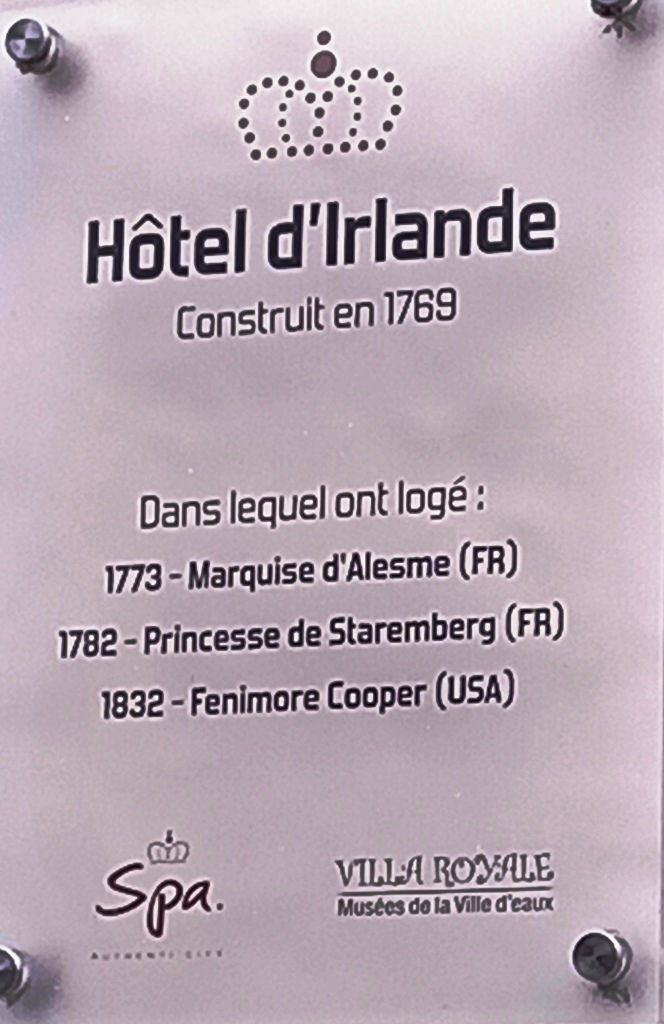 Hôtel d'Irlande
Construit en 1769
Dans lequel ont logé :
1773 - Marquise d'Alesme (FR)
1782 - Princesse de Staremberg (FR)
1832 - Fenimore Cooper (USA)
Spa.
VILLA ROYALE
Musées de la Ville d'eaux